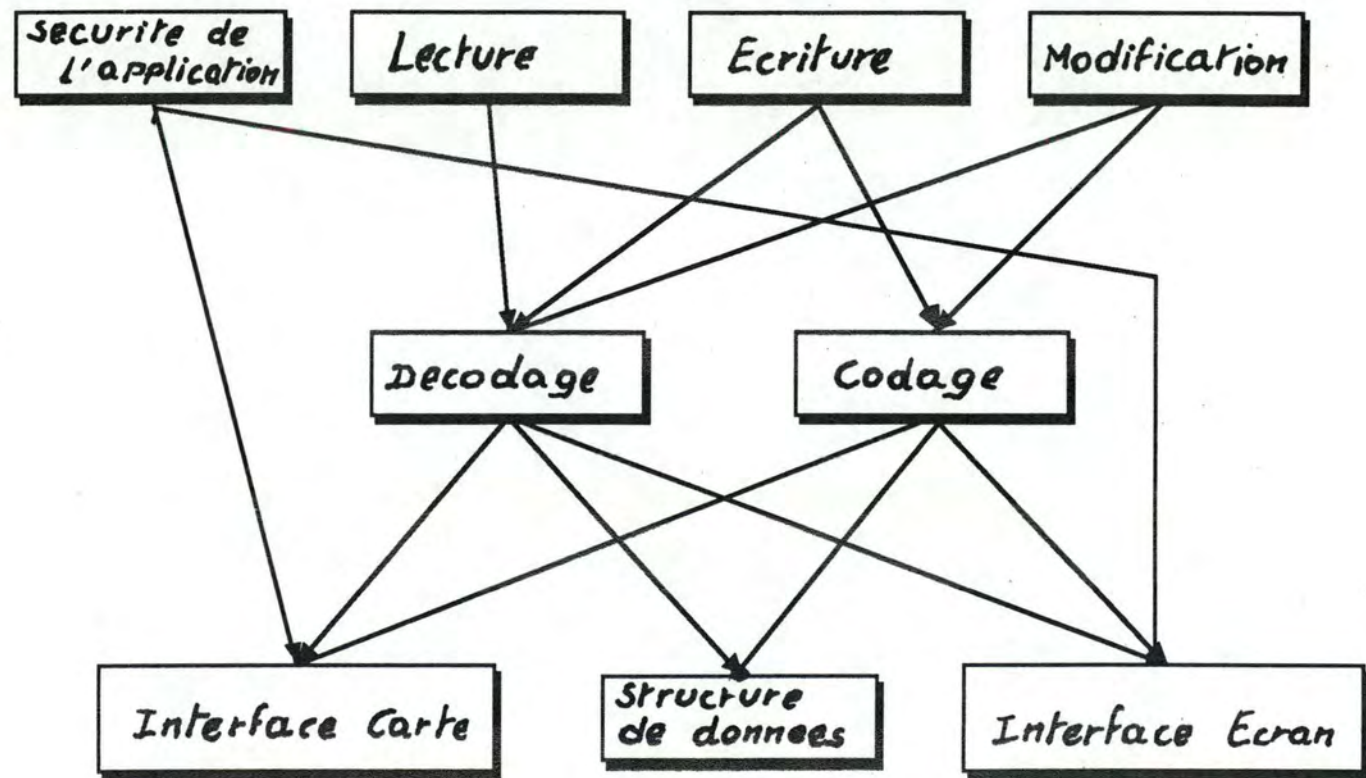 securite de
l'application
Lecture
Ecriture
Modification
Decodage
Codage
Interface Carte
Structure
de donnees
Interface Ecran